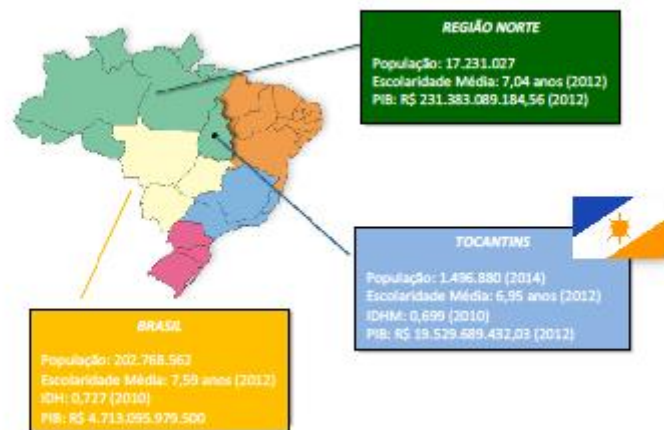 REGIÃO NORTE
População: 17.231.027
Escolaridade Média: 7,04 anos (2012)
PIB: R$ 231.383.089.184,56 (2012)
TOCANTINS
População: 1.496.880 (2014)
Escolaridade Média: 6,95 anos (2012)
IDHM: 0,699 (2010)
PIB: R$ 19.529.689.432,03 (2012)
BRASIL
População: 202.768.562
Escolaridade Média: 7,59 anos (2012)
IDH: 0,727 (2010)
PIB: R$ 4.713.095.979.500